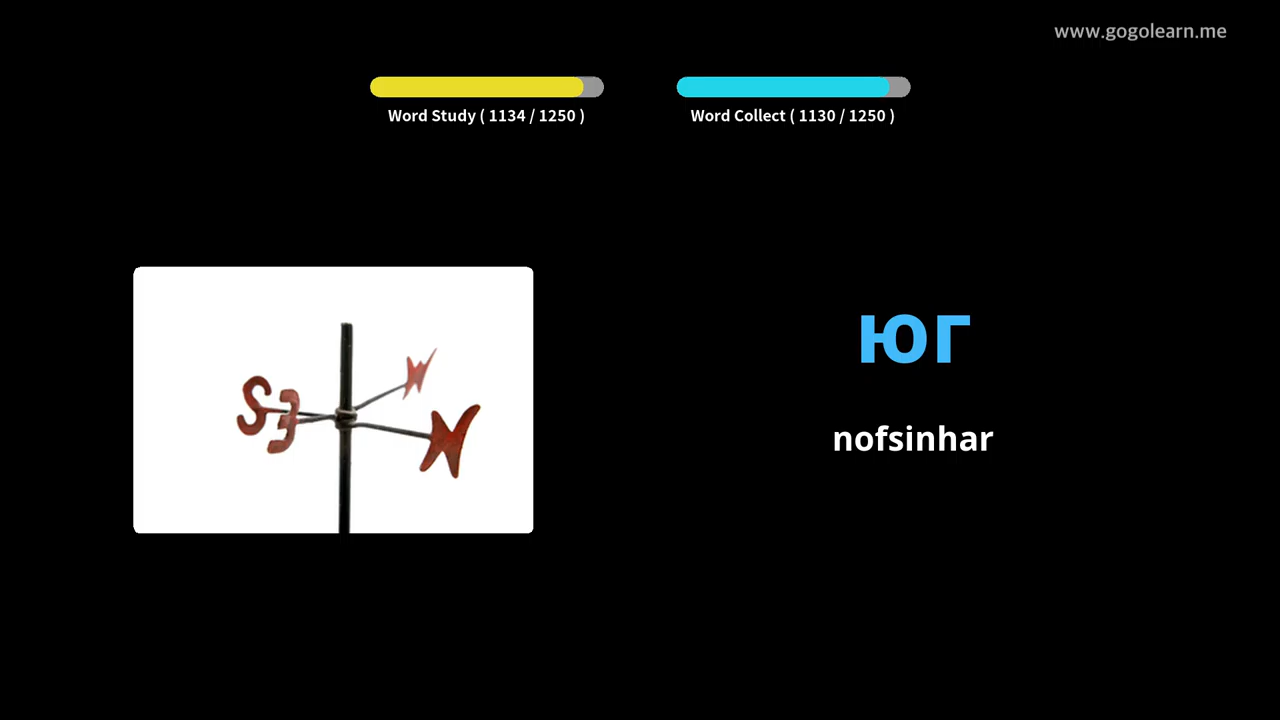 www.gogolearn.me
Word Study ( 1134 / 1250 )
Word Collect ( 1130 / 1250 )
S E N
юг
nofsinhar